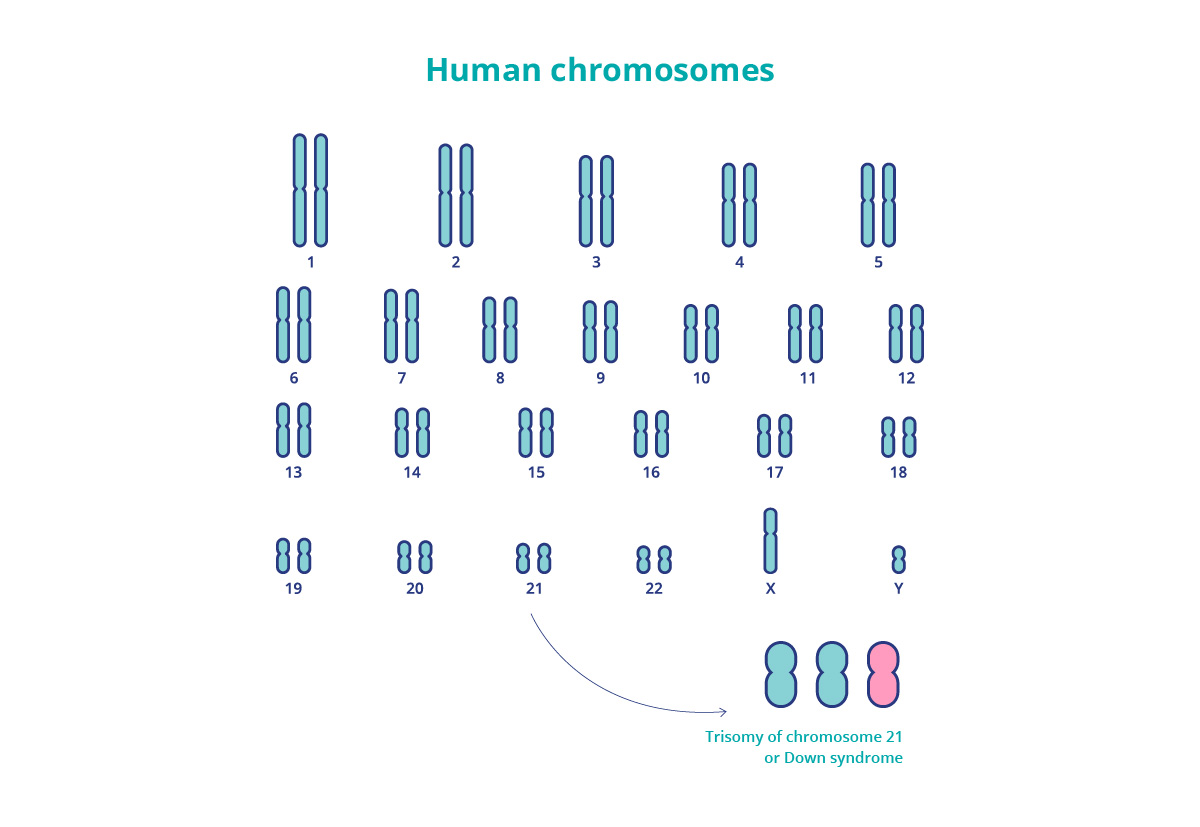 Human chromosomes
1 2 3 4 5
6 7 8 9 10 11 12
13 14 15 16 17 18
19 20 21 22 X Y
Trisomy of chromosome 21
or Down syndrome